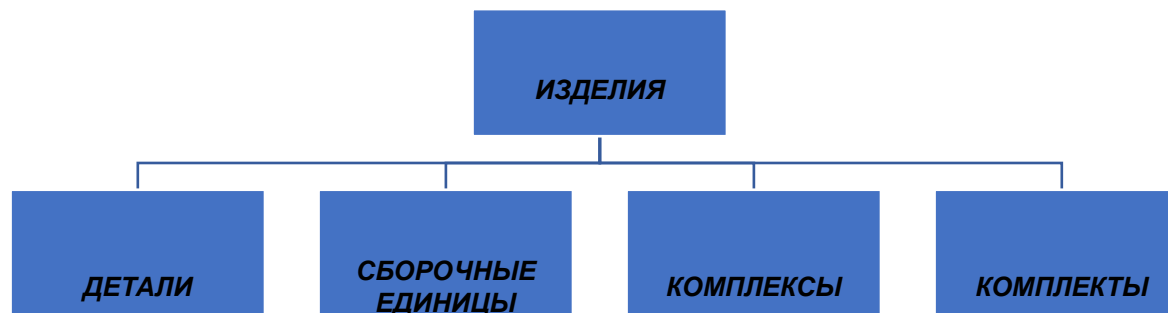 ИЗДЕЛИЯ
ДЕТАЛИ
СБОРОЧНЫЕ
ЕДИНИЦЫ
КОМПЛЕКСЫ
КОМПЛЕКТЫ